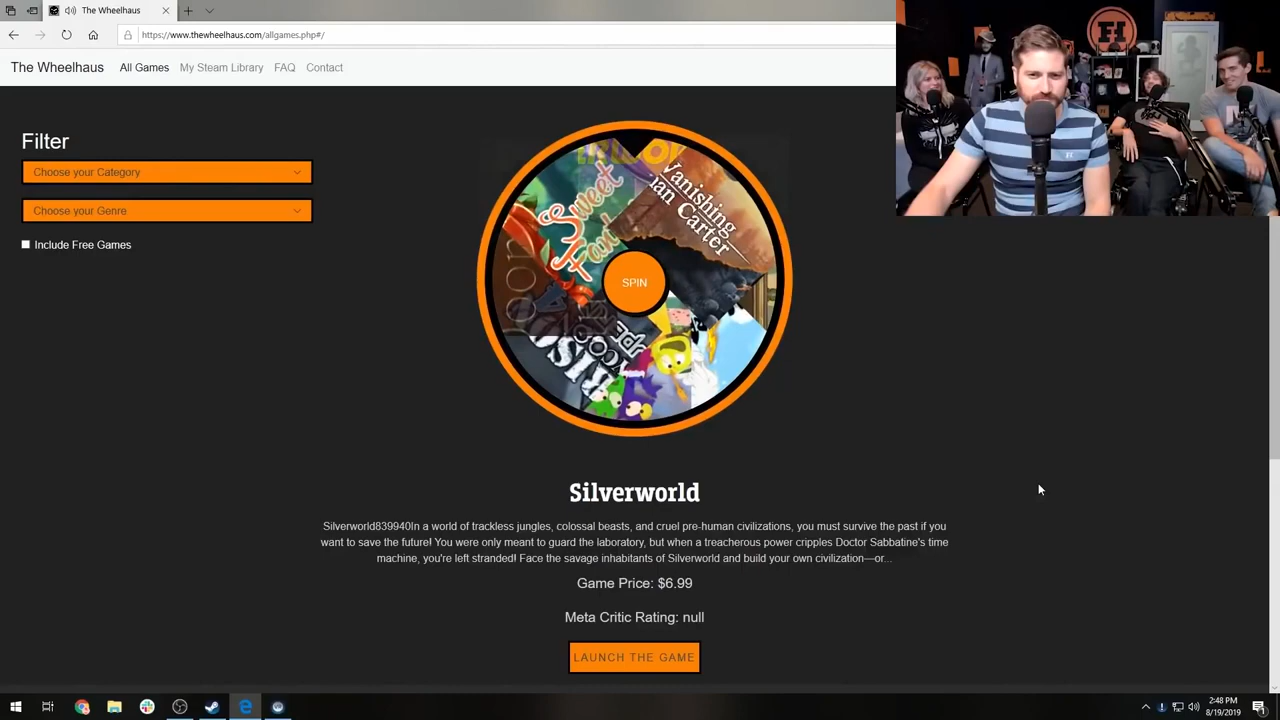 The Wheelhaus
https://www.thewheelhaus.com/allgames.php#/
The Wheelhaus
All Games
My Steam Library
FAQ
Contact
Filter
Choose your Category
Choose your Genre
Include Free Games
Sweet
Vanishing
Carter
SPIN
Silverworld
Silverworld839940In a world of trackless jungles, colossal beasts, and cruel pre-human civilizations, you must survive the past if you
want to save the future! You were only meant to guard the laboratory, but when a treacherous power cripples Doctor Sabbatine's time
machine, you're left stranded! Face the savage inhabitants of Silverworld and build your own civilization—or...
Game Price: $6.99
Meta Critic Rating: null
LAUNCH THE GAME
2:48 PM
8/19/2019